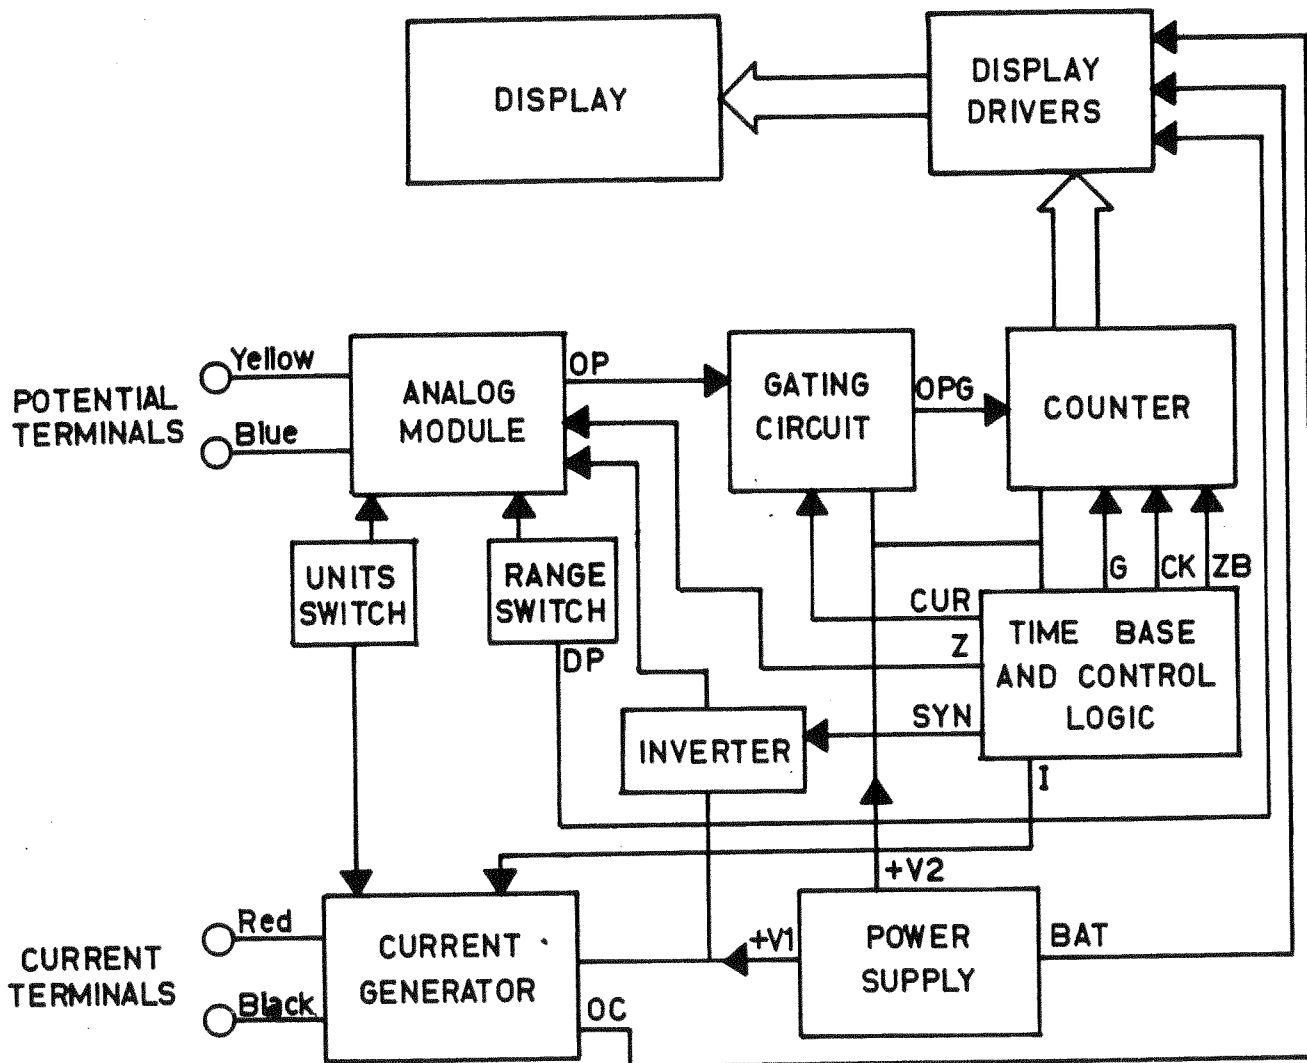 DISPLAY
DISPLAY
DRIVERS
POTENTIAL
TERMINALS
Yellow
Blue
ANALOG
MODULE
OP
GATING
CIRCUIT
OPG
COUNTER
UNITS
SWITCH
RANGE
SWITCH
DP
G
CK
ZB
CUR
Z
SYN
TIME BASE
AND CONTROL
LOGIC
I
INVERTER
+V2
CURRENT
TERMINALS
Red
Black
CURRENT
GENERATOR
OC
+V1
POWER
SUPPLY
BAT